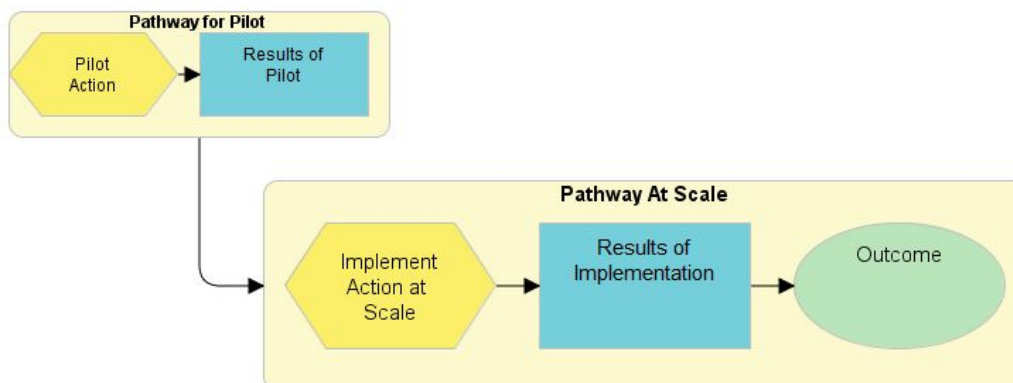 Pathway for Pilot
Pilot
Action
Results of
Pilot
Pathway At Scale
Implement
Action at
Scale
Results of
Implementation
Outcome